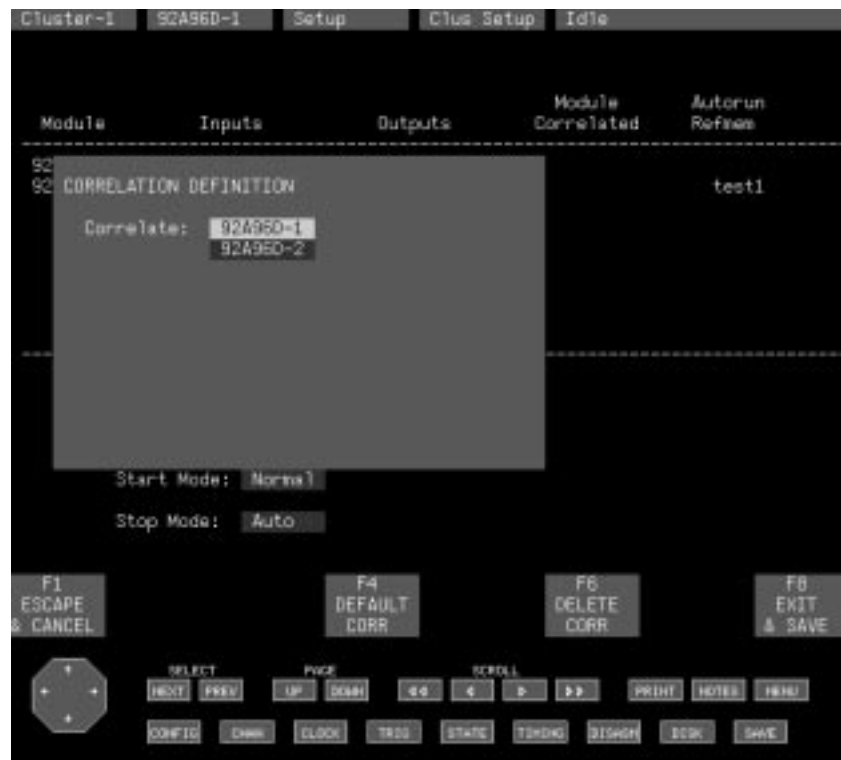 Cluster-1 92A96D-1 Setup Clus Setup Idle
Module Autorun
Module Inputs Outputs Correlated Refmem
92
92 CORRELATION DEFINITION test1
Correlate: 92A96D-1
92A96D-2
Start Mode: Normal
Stop Mode: Auto
F1 F4 F6 F8
ESCAPE DEFAULT DELETE EXIT
& CANCEL CORR CORR & SAVE
SELECT PAGE SCROLL
NEXT PREV UP DOWN PRINT NOTES MENU
CONFIG CHAN CLOCK TRIG STATE TIMING DISASM DISK SAVE